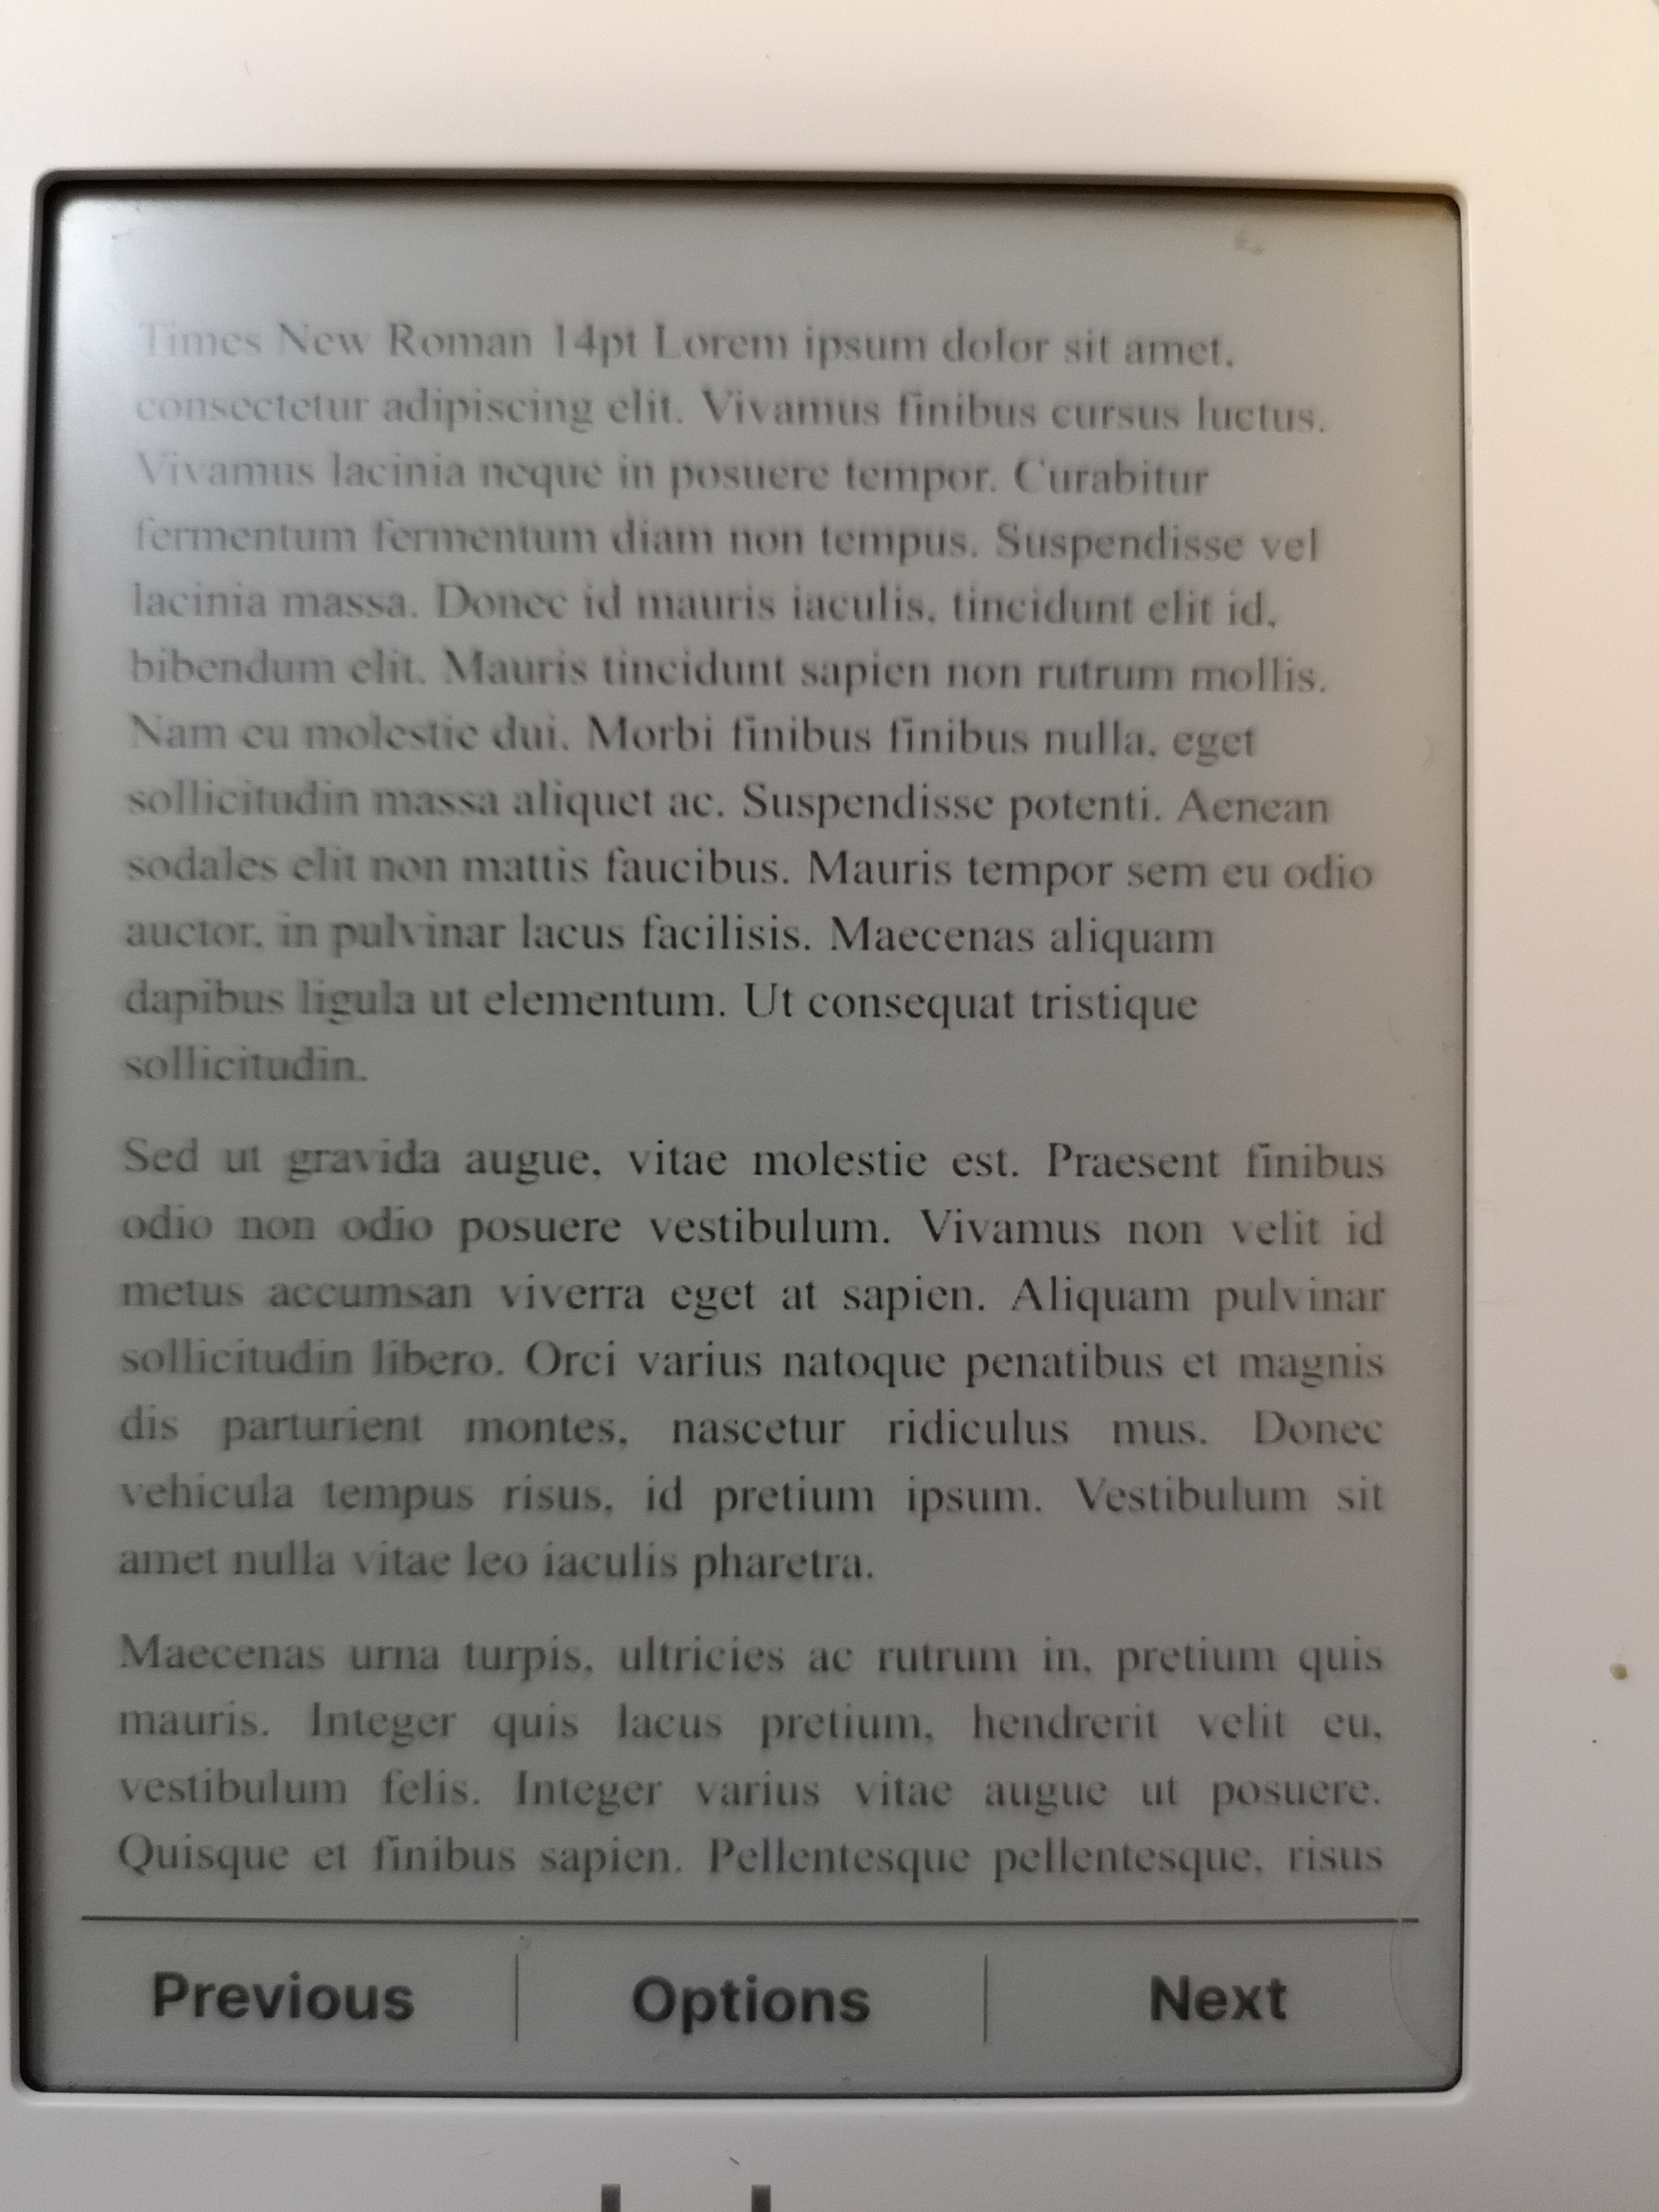 Times New Roman 14pt Lorem ipsum dolor sit amet,
consectetur adipiscing elit. Vivamus finibus cursus luctus.
Vivamus lacinia neque in posuere tempor. Curabitur
fermentum fermentum diam non tempus. Suspendisse vel
lacinia massa. Donec id mauris iaculis, tincidunt elit id,
bibendum elit. Mauris tincidunt sapien non rutrum mollis.
Nam eu molestie dui. Morbi finibus finibus nulla, eget
sollicitudin massa aliquet ac. Suspendisse potenti. Aenean
sodales elit non mattis faucibus. Mauris tempor sem eu odio
auctor, in pulvinar lacus facilisis. Maecenas aliquam
dapibus ligula ut elementum. Ut consequat tristique
sollicitudin.
Sed ut gravida augue, vitae molestie est. Praesent finibus
odio non odio posuere vestibulum. Vivamus non velit id
metus accumsan viverra eget at sapien. Aliquam pulvinar
sollicitudin libero. Orci varius natoque penatibus et magnis
dis parturient montes, nascetur ridiculus mus. Donec
vehicula tempus risus, id pretium ipsum. Vestibulum sit
amet nulla vitae leo iaculis pharetra.
Maecenas urna turpis, ultricies ac rutrum in, pretium quis
mauris. Integer quis lacus pretium, hendrerit velit eu,
vestibulum felis. Integer varius vitae augue ut posuere.
Quisque et finibus sapien. Pellentesque pellentesque, risus
Previous Options Next